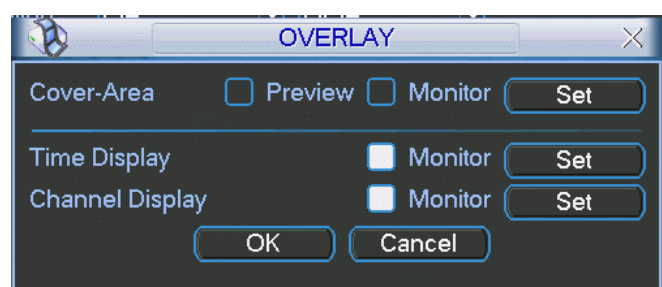 OVERLAY
Cover-Area Preview Monitor Set
Time Display Monitor Set
Channel Display Monitor Set
OK Cancel